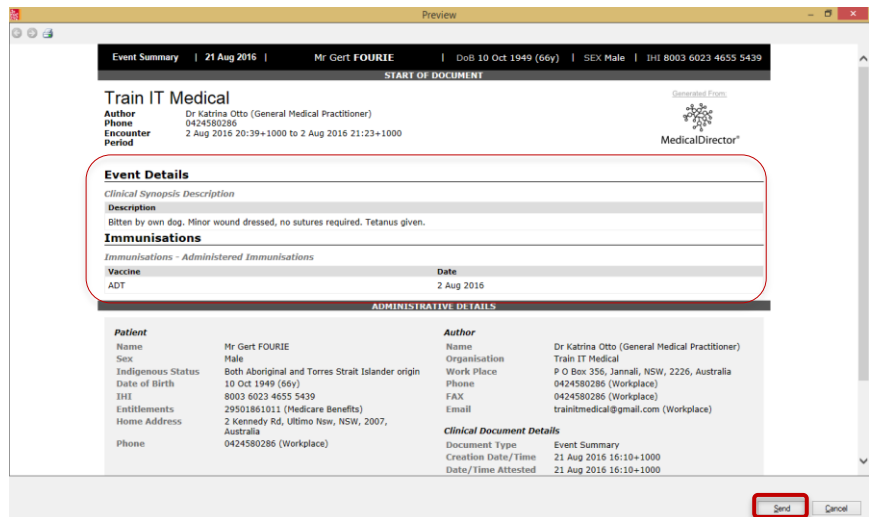 Preview
Event Summary | 21 Aug 2016 | Mr Gert FOURIE | DoB 10 Oct 1949 (66y) | SEX Male | IHI 8003 6023 4655 5439
START OF DOCUMENT
Train IT Medical
Generated From:
Author Dr Katrina Otto (General Medical Practitioner)
Phone 0424580286
Encounter Period 2 Aug 2016 20:39+1000 to 2 Aug 2016 21:23+1000
MedicalDirector®
Event Details
Clinical Synopsis Description
Description
Bitten by own dog. Minor wound dressed, no sutures required. Tetanus given.
Immunisations
Immunisations - Administered Immunisations
Vaccine Date
ADT 2 Aug 2016
ADMINISTRATIVE DETAILS
Patient
Name Mr Gert FOURIE
Sex Male
Indigenous Status Both Aboriginal and Torres Strait Islander origin
Date of Birth 10 Oct 1949 (66y)
IHI 8003 6023 4655 5439
Entitlements 29501861011 (Medicare Benefits)
Home Address 2 Kennedy Rd, Ultimo Nsw, NSW, 2007,
Australia
Phone 0424580286 (Workplace)
Author
Name Dr Katrina Otto (General Medical Practitioner)
Organisation Train IT Medical
Work Place P O Box 356, Jannali, NSW, 2226, Australia
Phone 0424580286 (Workplace)
FAX 0424580286 (Workplace)
Email trainitmedical@gmail.com (Workplace)
Clinical Document Details
Document Type Event Summary
Creation Date/Time 21 Aug 2016 16:10+1000
Date/Time Attested 21 Aug 2016 16:10+1000
Send Cancel